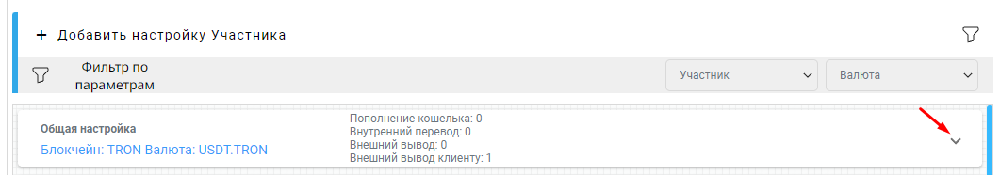 + Добавить настройку Участника
Фильтр по
параметрам
Участник
Валюта
Общая настройка
Блокчейн: TRON Валюта: USDT.TRON
Пополнение кошелька: 0
Внутренний перевод: 0
Внешний вывод: 0
Внешний вывод клиенту: 1